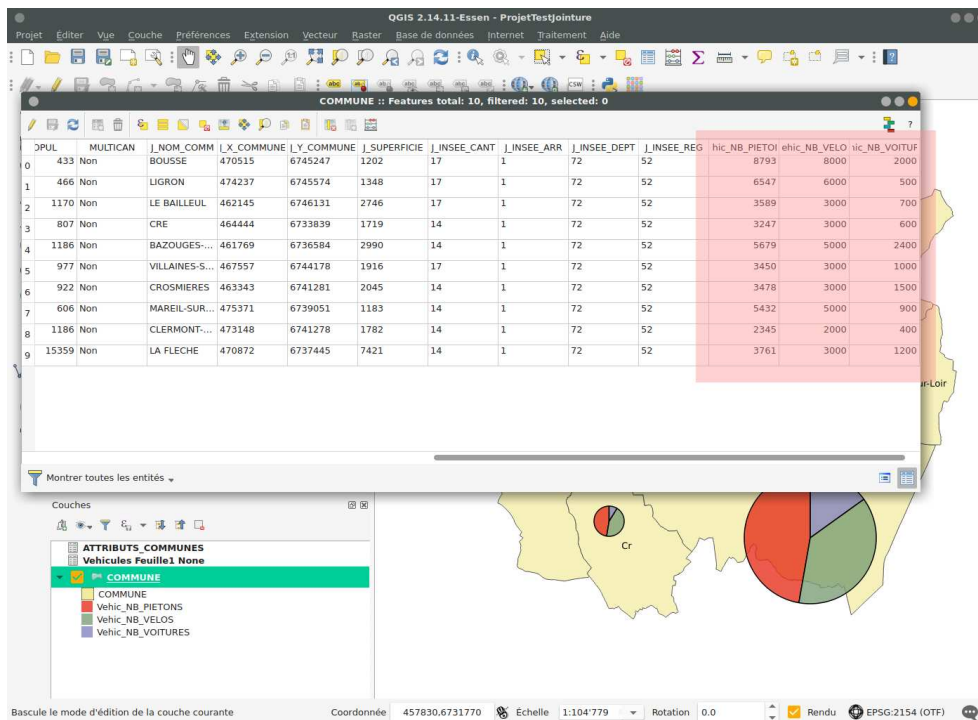 QGIS 2.14.11-Essen - ProjetTestJointure
Projet Éditer Vue Couche Préférences Extension Vecteur Raster Base de données Internet Traitement Aide
COMMUNE :: Features total: 10, filtered: 10, selected: 0
OPUL MULTICAN J_NOM_COMM J_X_COMMUNE J_Y_COMMUNE J_SUPERFICIE J_INSEE_CANT J_INSEE_ARR J_INSEE_DEPT J_INSEE_REG hic_NB_PIETOI ehic_NB_VELO hic_NB_VOITUF
0 433 Non BOUSSE 470515 6745247 1202 17 1 72 52 8793 8000 2000
1 466 Non LIGRON 474237 6745574 1348 17 1 72 52 6547 6000 500
2 1170 Non LE BAILLEUL 462145 6746131 2746 17 1 72 52 3589 3000 700
3 807 Non CRE 464444 6733839 1719 14 1 72 52 3247 3000 600
4 1186 Non BAZOUGES-... 461769 6736584 2990 14 1 72 52 5679 5000 2400
5 977 Non VILLAINES-S... 467557 6744178 1916 17 1 72 52 3450 3000 1000
6 922 Non CROSMIERES 463343 6741281 2045 14 1 72 52 3478 3000 1500
7 606 Non MAREIL-SUR... 475371 6739051 1183 14 1 72 52 5432 5000 900
8 1186 Non CLERMONT-... 473148 6741278 1782 14 1 72 52 2345 2000 400
9 15359 Non LA FLECHE 470872 6737445 7421 14 1 72 52 3761 3000 1200
ur-Loir
Montrer toutes les entités
Couches
ATTRIBUTS_COMMUNES
Vehicules Feuille1 None
COMMUNE
COMMUNE
Vehic_NB_PIETONS
Vehic_NB_VELOS
Vehic_NB_VOITURES
Cr
Bascule le mode d'édition de la couche courante Coordonnée 457830,6731770 Échelle 1:104'779 Rotation 0.0 Rendu EPSG:2154 (OTF)